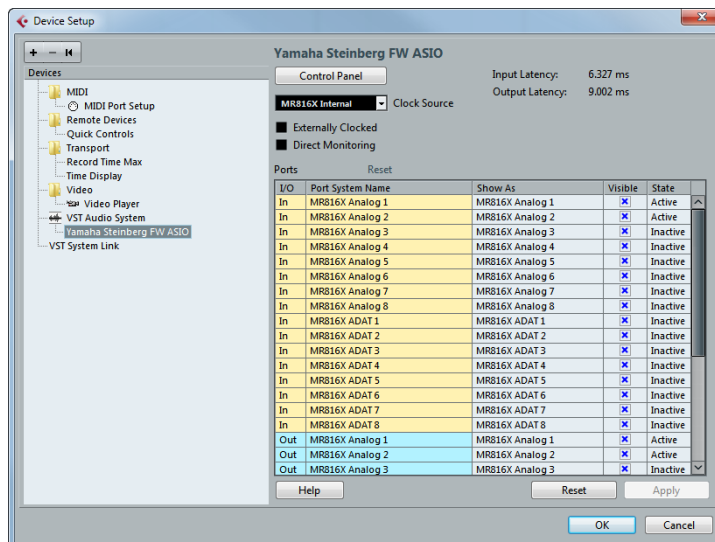 Device Setup
Devices
MIDI
MIDI Port Setup
Remote Devices
Quick Controls
Transport
Record Time Max
Time Display
Video
Video Player
VST Audio System
Yamaha Steinberg FW ASIO
VST System Link
Yamaha Steinberg FW ASIO
Control Panel Input Latency: 6.327 ms
Output Latency: 9.002 ms
MR816X Internal Clock Source
Externally Clocked
Direct Monitoring
Ports Reset
I/O Port System Name Show As Visible State
In MR816X Analog 1 MR816X Analog 1 Active
In MR816X Analog 2 MR816X Analog 2 Active
In MR816X Analog 3 MR816X Analog 3 Inactive
In MR816X Analog 4 MR816X Analog 4 Inactive
In MR816X Analog 5 MR816X Analog 5 Inactive
In MR816X Analog 6 MR816X Analog 6 Inactive
In MR816X Analog 7 MR816X Analog 7 Inactive
In MR816X Analog 8 MR816X Analog 8 Inactive
In MR816X ADAT 1 MR816X ADAT 1 Inactive
In MR816X ADAT 2 MR816X ADAT 2 Inactive
In MR816X ADAT 3 MR816X ADAT 3 Inactive
In MR816X ADAT 4 MR816X ADAT 4 Inactive
In MR816X ADAT 5 MR816X ADAT 5 Inactive
In MR816X ADAT 6 MR816X ADAT 6 Inactive
In MR816X ADAT 7 MR816X ADAT 7 Inactive
In MR816X ADAT 8 MR816X ADAT 8 Inactive
Out MR816X Analog 1 MR816X Analog 1 Active
Out MR816X Analog 2 MR816X Analog 2 Active
Out MR816X Analog 3 MR816X Analog 3 Inactive
Help Reset Apply
OK Cancel